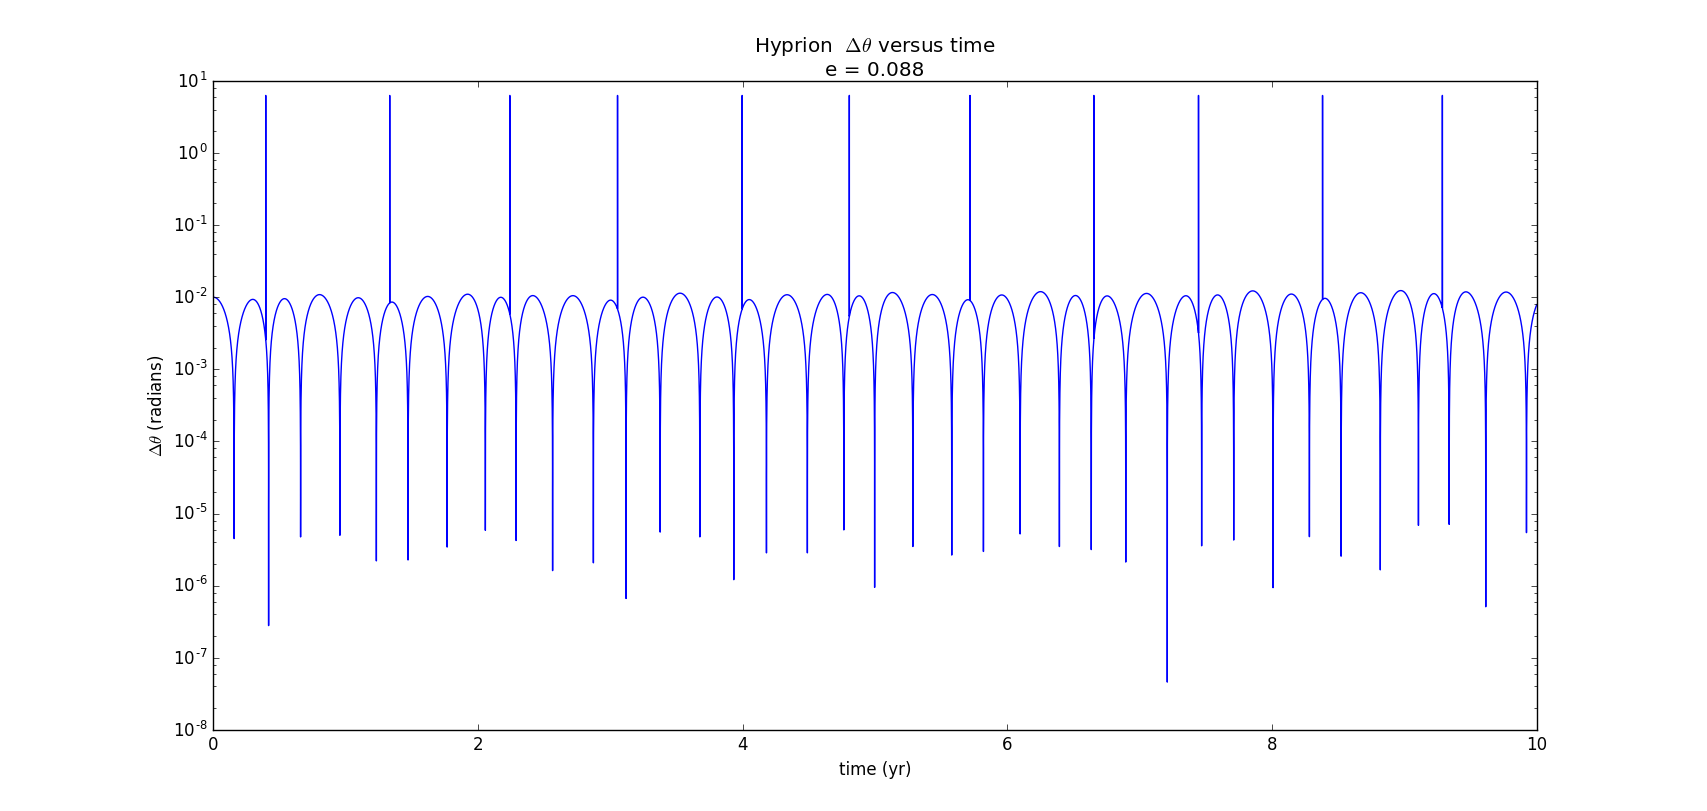 Hyprion Δθ versus time
e = 0.088
10^1
10^0
10^-1
10^-2
10^-3
10^-4
10^-5
10^-6
10^-7
10^-8
Δθ (radians)
0 2 4 6 8 10
time (yr)